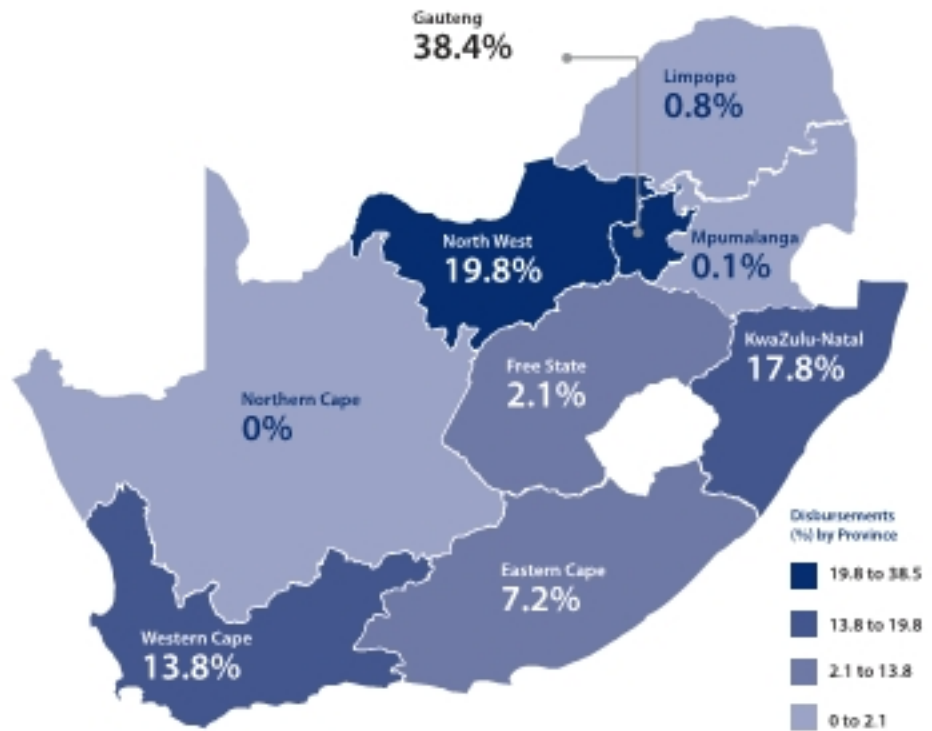 Gauteng
38.4%
Limpopo
0.8%
North West
19.8%
Mpumalanga
0.1%
KwaZulu-Natal
17.8%
Free State
2.1%
Northern Cape
0%
Eastern Cape
7.2%
Western Cape
13.8%
Disbursements
(%) by Province
19.8 to 38.5
13.8 to 19.8
2.1 to 13.8
0 to 2.1